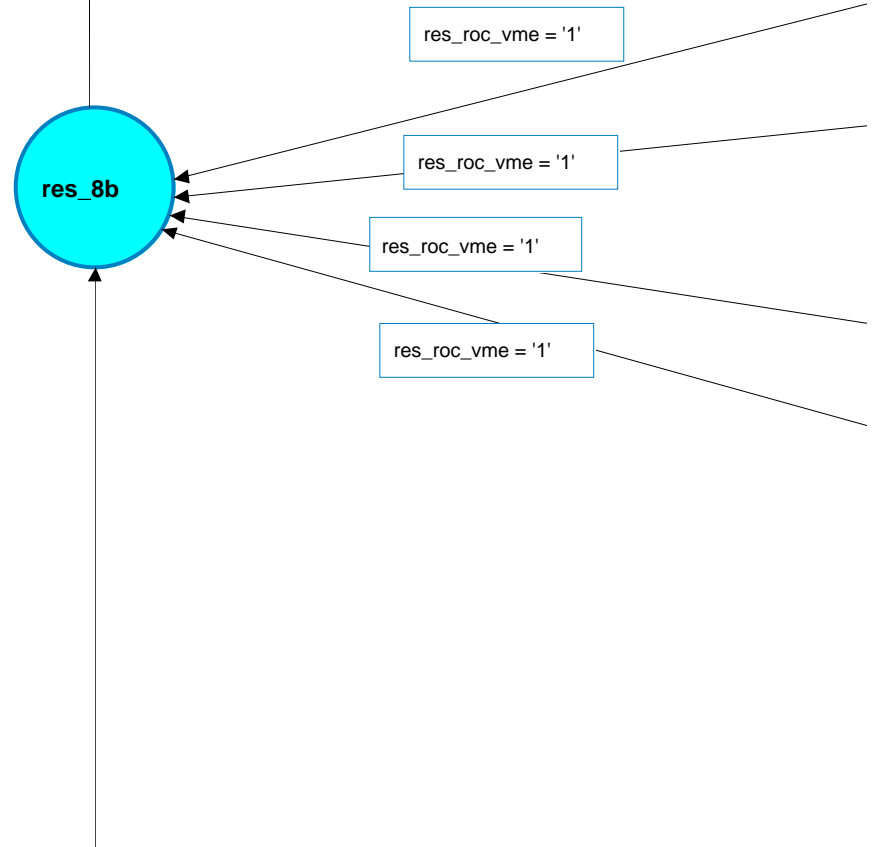 res_roc_vme = '1'
res_roc_vme = '1'
res_8b
res_roc_vme = '1'
res_roc_vme = '1'